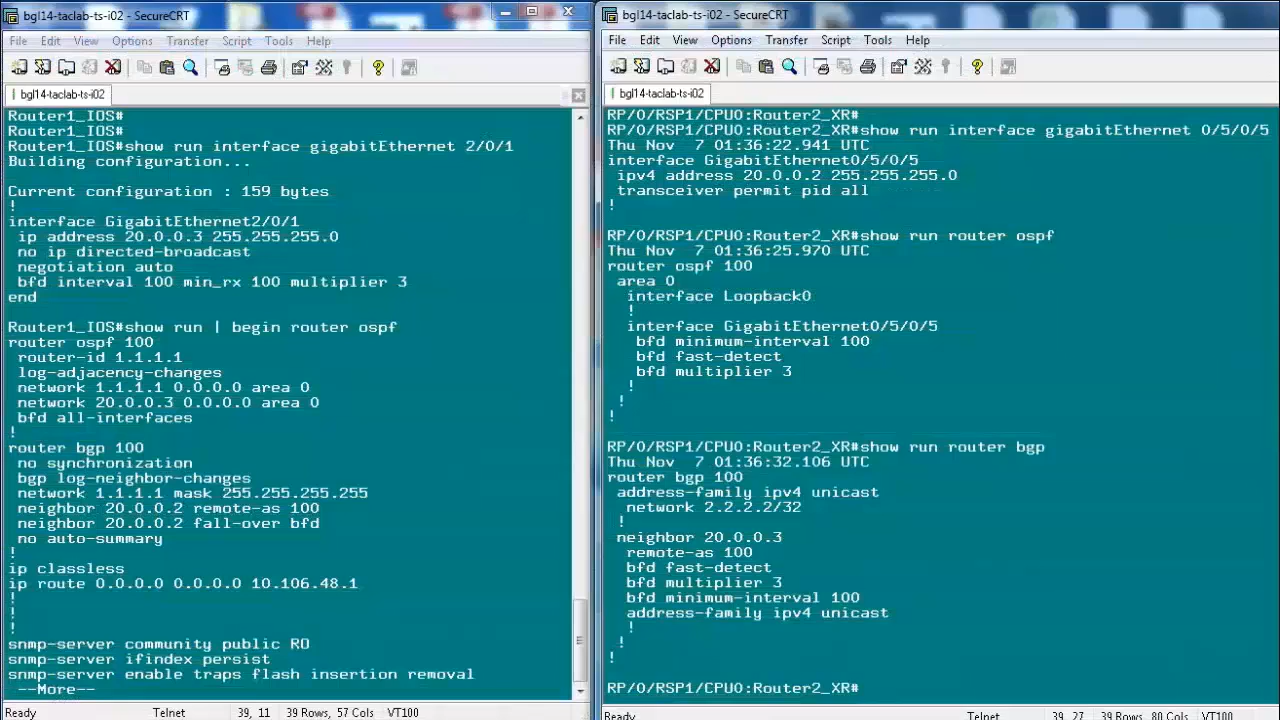 bgl14-taclab-ts-i02 - SecureCRT
File Edit View Options Transfer Script Tools Help
bgl14-taclab-ts-i02
Router1_IOS#
Router1_IOS#
Router1_IOS#show run interface gigabitEthernet 2/0/1
Building configuration...
Current configuration : 159 bytes
!
interface GigabitEthernet2/0/1
ip address 20.0.0.3 255.255.255.0
no ip directed-broadcast
negotiation auto
bfd interval 100 min_rx 100 multiplier 3
end
Router1_IOS#show run | begin router ospf
router ospf 100
router-id 1.1.1.1
log-adjacency-changes
network 1.1.1.1 0.0.0.0 area 0
network 20.0.0.3 0.0.0.0 area 0
bfd all-interfaces
!
router bgp 100
no synchronization
bgp log-neighbor-changes
network 1.1.1.1 mask 255.255.255.255
neighbor 20.0.0.2 remote-as 100
neighbor 20.0.0.2 fall-over bfd
no auto-summary
!
ip classless
ip route 0.0.0.0 0.0.0.0 10.106.48.1
!
!
!
snmp-server community public RO
snmp-server ifindex persist
snmp-server enable traps flash insertion removal
--More--
Ready Telnet 39, 11 39 Rows, 57 Cols VT100
bgl14-taclab-ts-i02 - SecureCRT
File Edit View Options Transfer Script Tools Help
bgl14-taclab-ts-i02
RP/0/RSP1/CPU0:Router2_XR#
RP/0/RSP1/CPU0:Router2_XR#show run interface gigabitEthernet 0/5/0/5
Thu Nov 7 01:36:22.941 UTC
interface GigabitEthernet0/5/0/5
ipv4 address 20.0.0.2 255.255.255.0
transceiver permit pid all
!
RP/0/RSP1/CPU0:Router2_XR#show run router ospf
Thu Nov 7 01:36:25.970 UTC
router ospf 100
area 0
interface Loopback0
!
interface GigabitEthernet0/5/0/5
bfd minimum-interval 100
bfd fast-detect
bfd multiplier 3
!
!
!
RP/0/RSP1/CPU0:Router2_XR#show run router bgp
Thu Nov 7 01:36:32.106 UTC
router bgp 100
address-family ipv4 unicast
network 2.2.2.2/32
!
neighbor 20.0.0.3
remote-as 100
bfd fast-detect
bfd multiplier 3
bfd minimum-interval 100
address-family ipv4 unicast
!
!
!
RP/0/RSP1/CPU0:Router2_XR#
Ready Telnet 39, 27 39 Rows, 80 Cols VT100